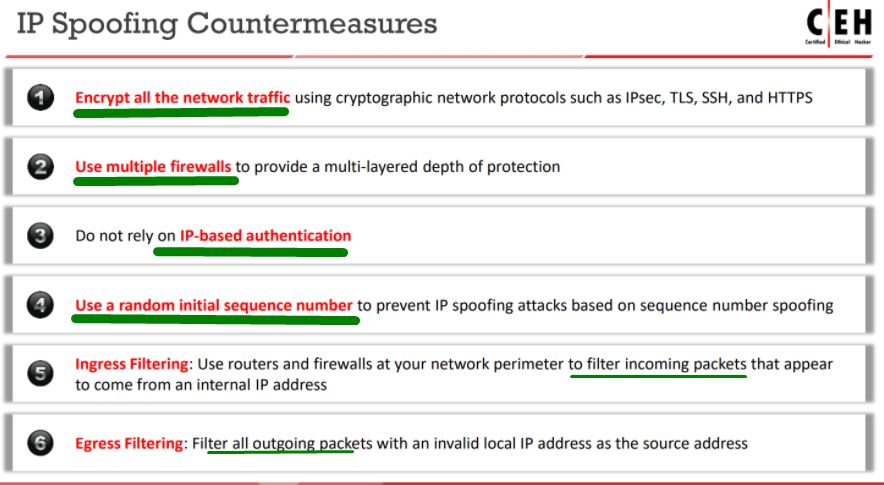 IP Spoofing Countermeasures
C EH
Certified Ethical Hacker
1 Encrypt all the network traffic using cryptographic network protocols such as IPsec, TLS, SSH, and HTTPS
2 Use multiple firewalls to provide a multi-layered depth of protection
3 Do not rely on IP-based authentication
4 Use a random initial sequence number to prevent IP spoofing attacks based on sequence number spoofing
5 Ingress Filtering: Use routers and firewalls at your network perimeter to filter incoming packets that appear
to come from an internal IP address
6 Egress Filtering: Filter all outgoing packets with an invalid local IP address as the source address